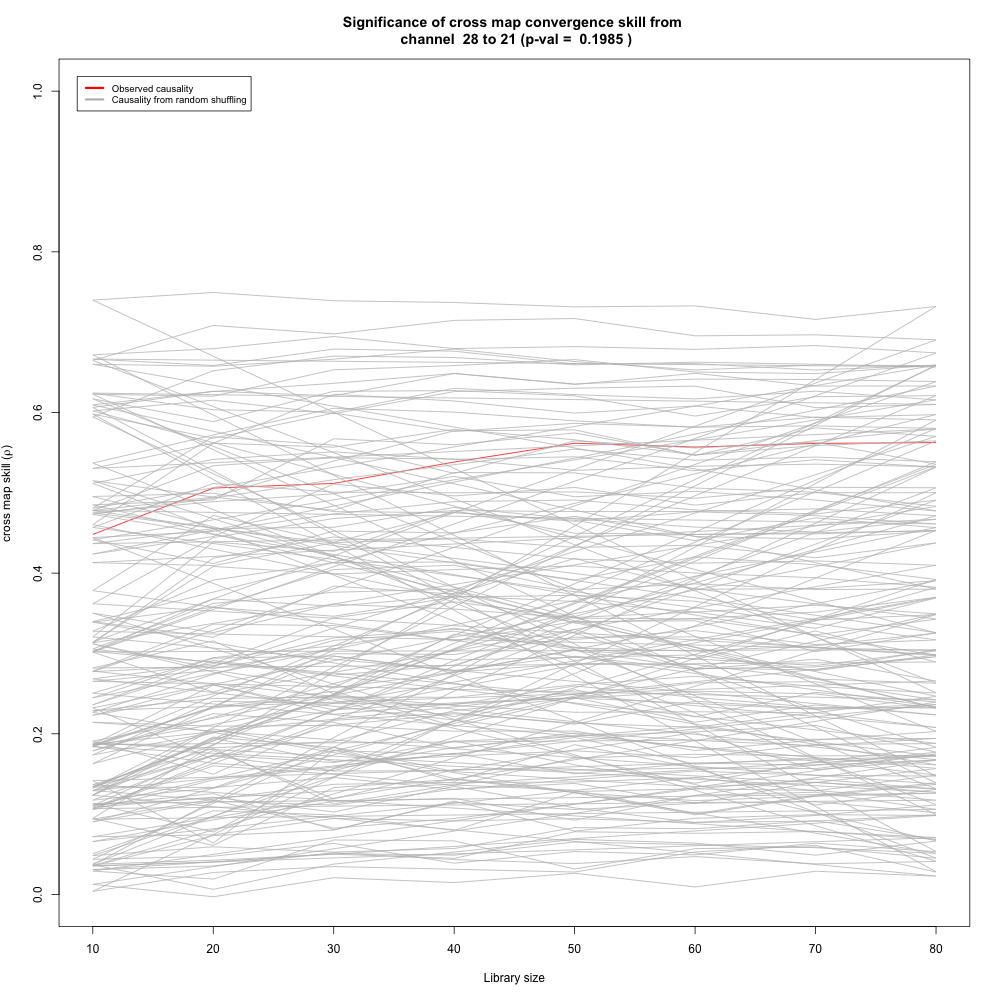 Significance of cross map convergence skill from
channel  28 to 21 (p-val =  0.1985 )
Observed causality
Causality from random shuffling
1.0
0.8
0.6
0.4
0.2
0.0
cross map skill (ρ)
10 20 30 40 50 60 70 80
Library size